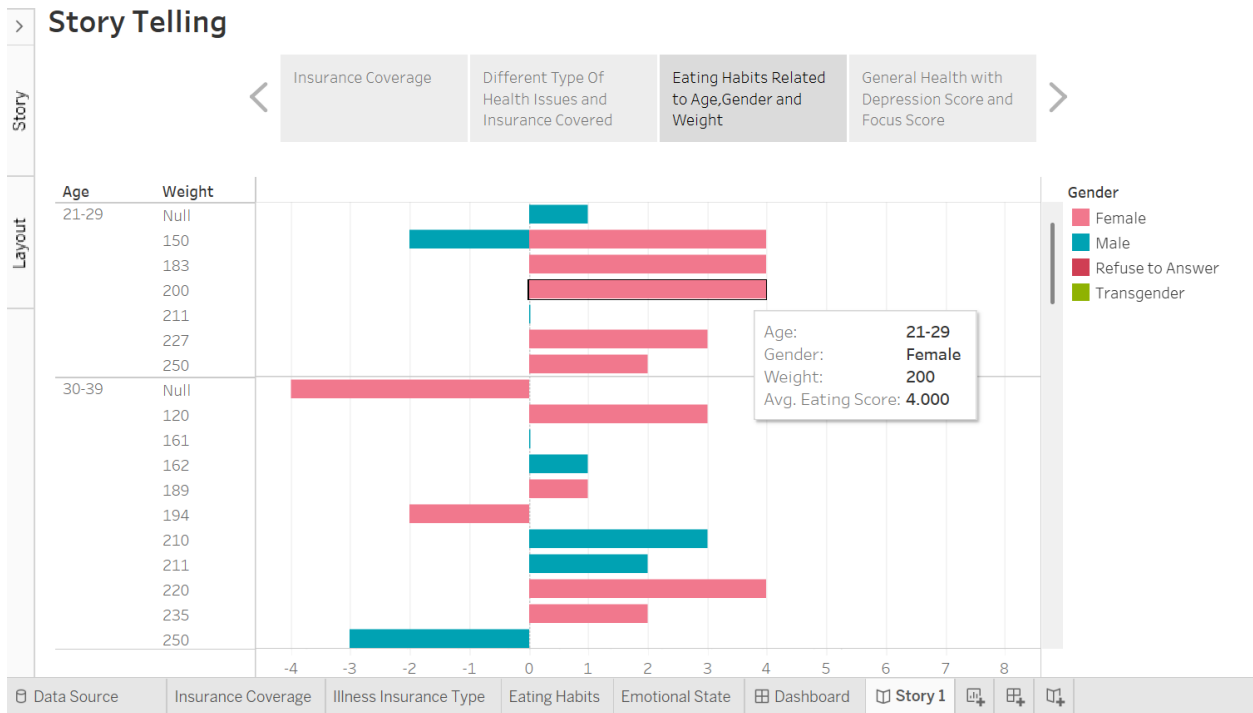 Story Telling
Story
Layout
Insurance Coverage
Different Type Of
Health Issues and
Insurance Covered
Eating Habits Related
to Age,Gender and
Weight
General Health with
Depression Score and
Focus Score
Age Weight
21-29 Null
150
183
200
211
227
250
30-39 Null
120
161
162
189
194
210
211
220
235
250
-4 -3 -2 -1 0 1 2 3 4 5 6 7 8
Age: 21-29
Gender: Female
Weight: 200
Avg. Eating Score: 4.000
Gender
Female
Male
Refuse to Answer
Transgender
Data Source Insurance Coverage Illness Insurance Type Eating Habits Emotional State Dashboard Story 1